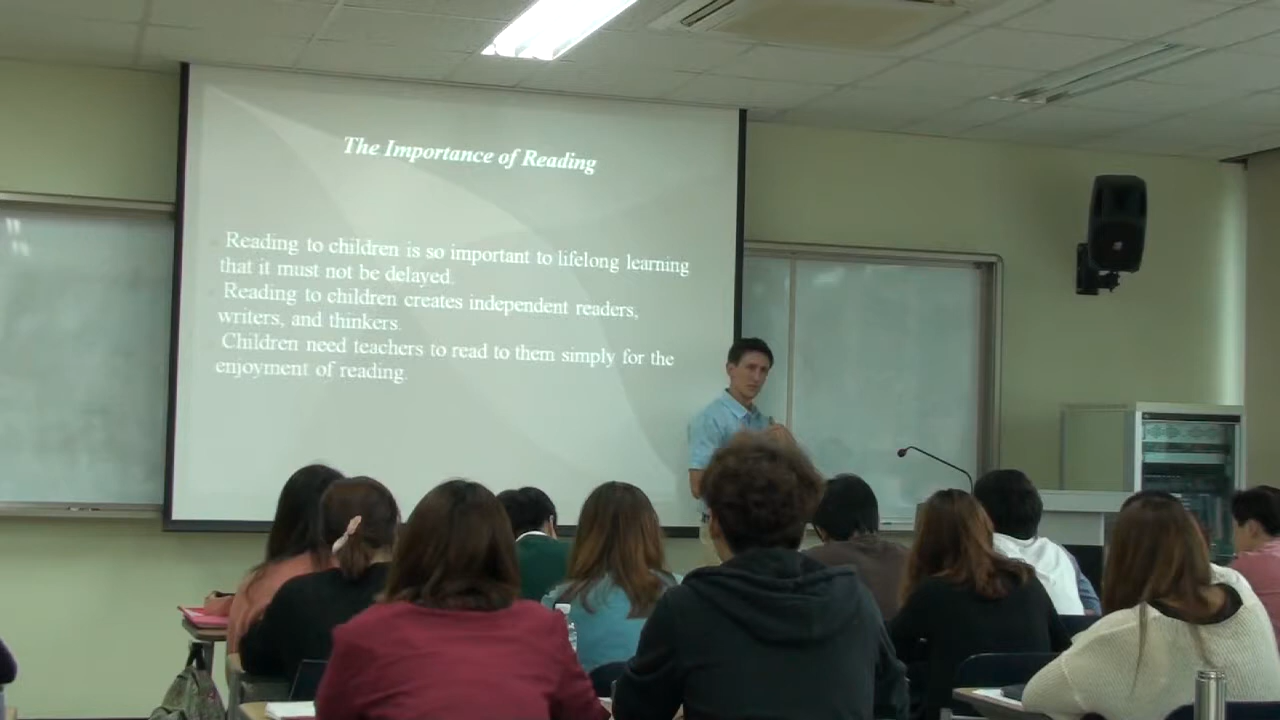 The Importance of Reading
Reading to children is so important to lifelong learning
that it must not be delayed.
Reading to children creates independent readers,
writers, and thinkers.
Children need teachers to read to them simply for the
enjoyment of reading.